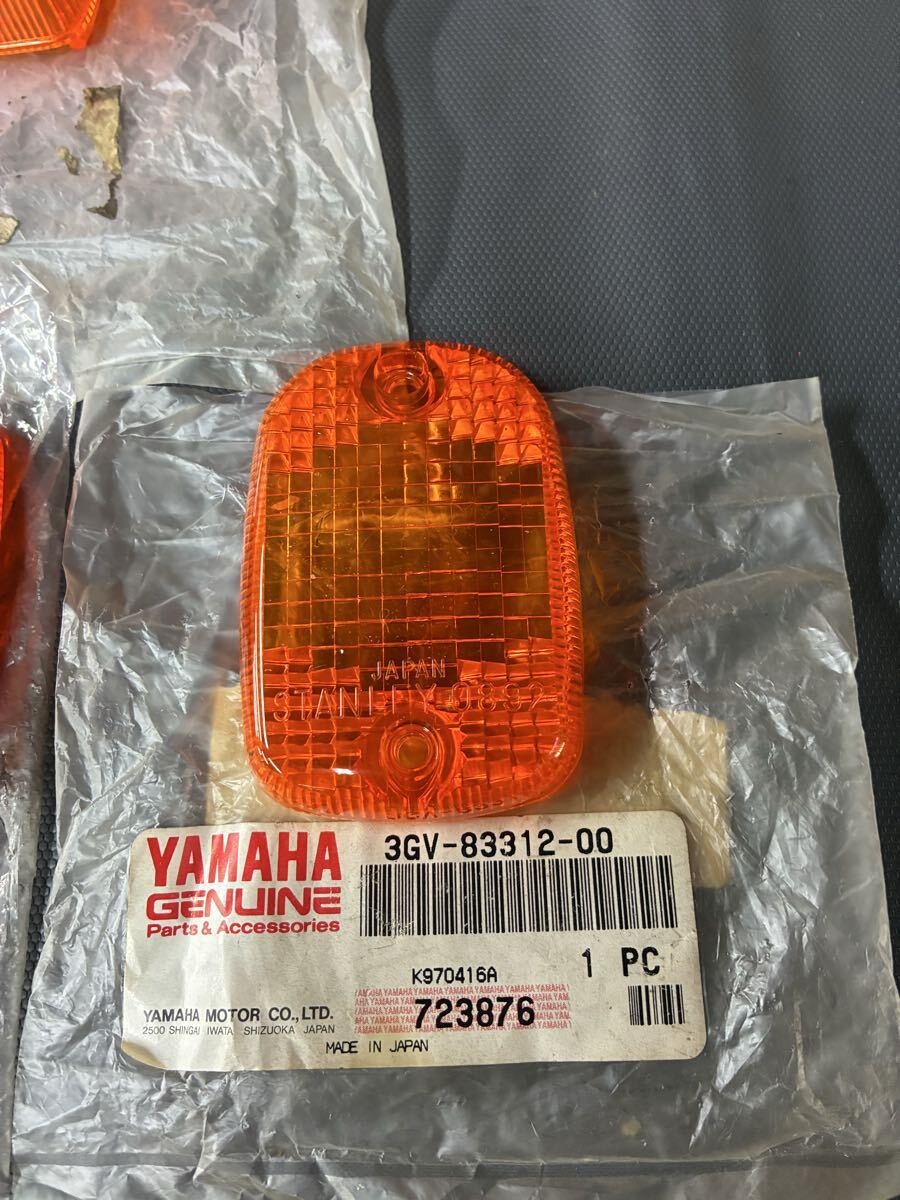 JAPAN
STANLEY 0892
YAMAHA
GENUINE
Parts & Accessories
3GV-83312-00
1 PC
K970416A
723876
YAMAHA MOTOR CO., LTD.
2500 SHINGAI IWATA SHIZUOKA JAPAN
MADE IN JAPAN